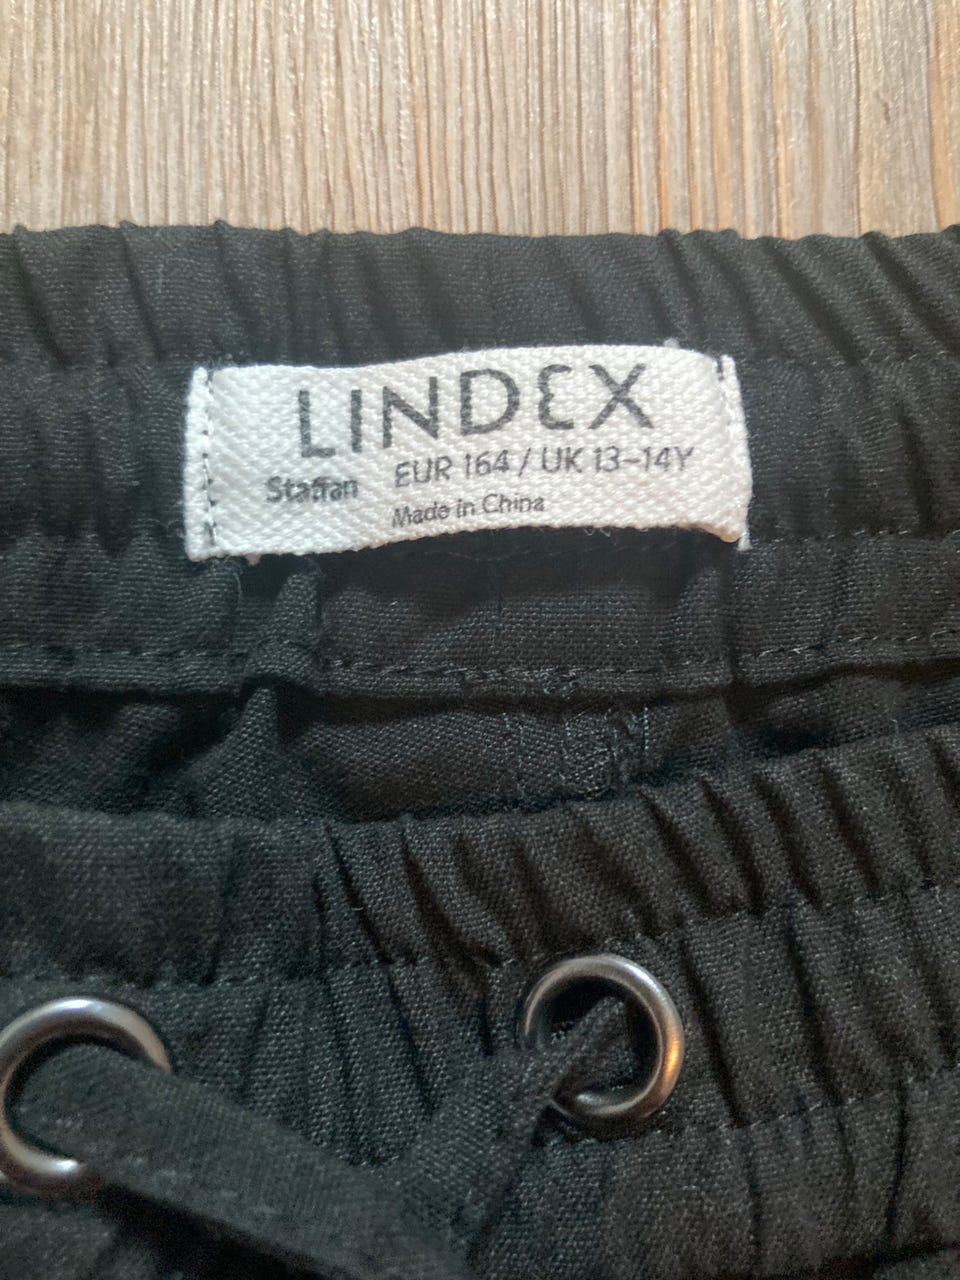 LINDEX
Staffan EUR 164 / UK 13-14Y
Made in China